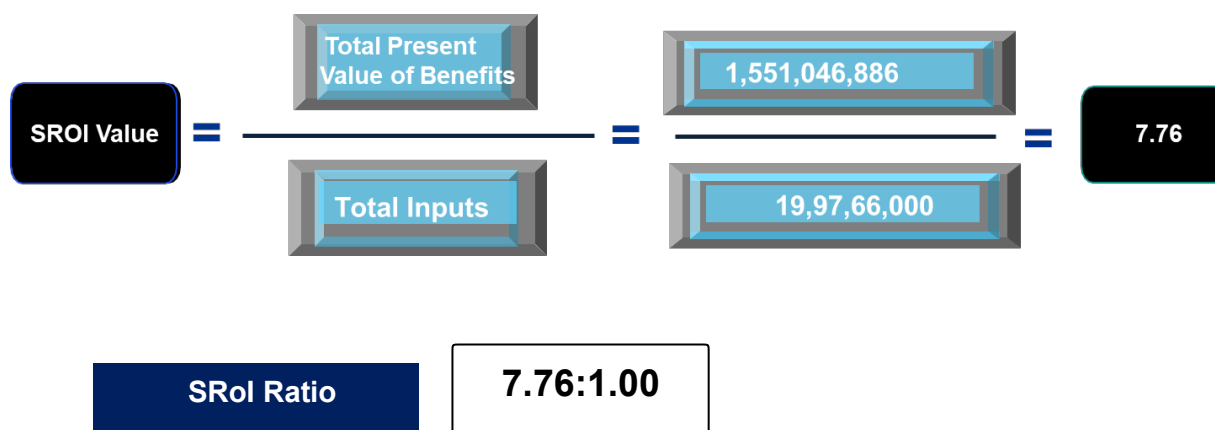 SROI Value
=
Total Present
Value of Benefits
Total Inputs
=
1,551,046,886
19,97,66,000
=
7.76
SRoI Ratio
7.76:1.00